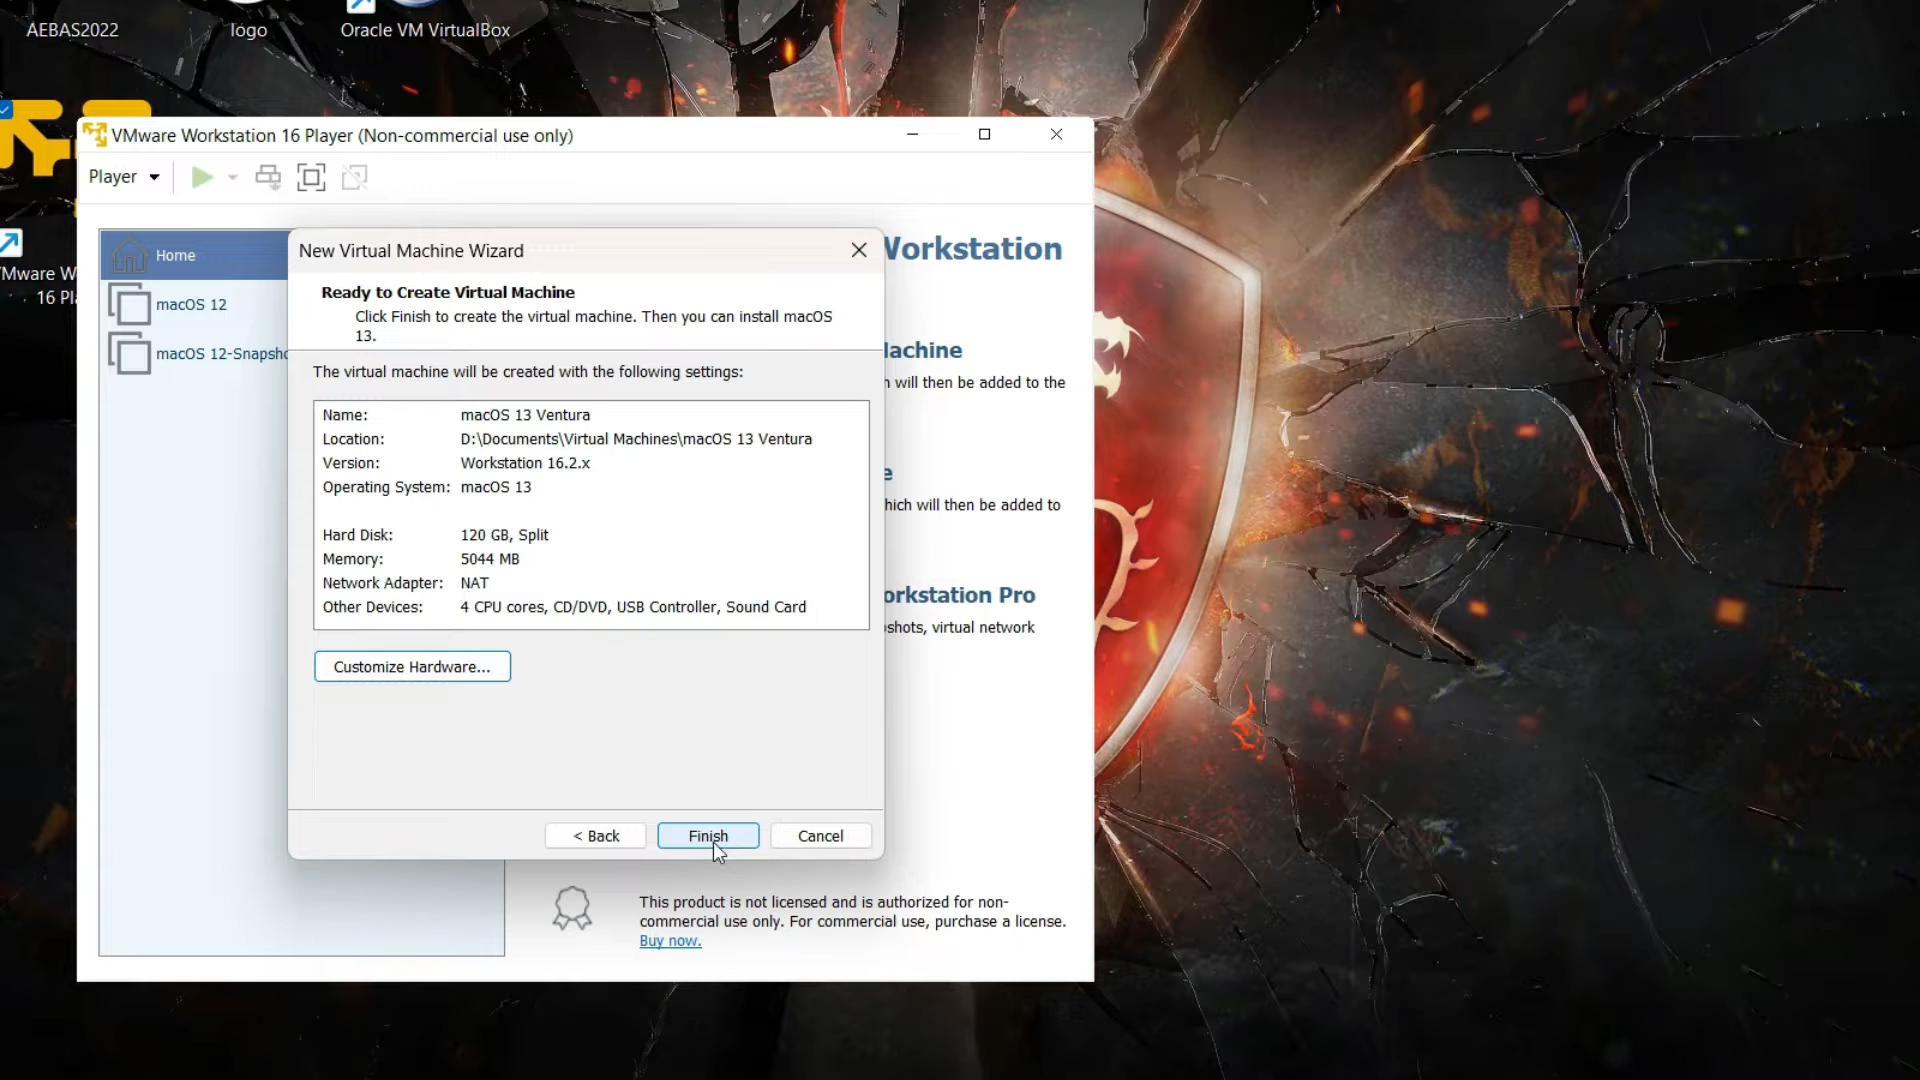 AEBAS2022
logo
Oracle VM VirtualBox
VMware Workstation 16 Player (Non-commercial use only)
Player
Home
macOS 12
macOS 12-Snapsho
VMware W
16 Pl
New Virtual Machine Wizard
Ready to Create Virtual Machine
Click Finish to create the virtual machine. Then you can install macOS
13.
The virtual machine will be created with the following settings:
Name: macOS 13 Ventura
Location: D:\Documents\Virtual Machines\macOS 13 Ventura
Version: Workstation 16.2.x
Operating System: macOS 13
Hard Disk: 120 GB, Split
Memory: 5044 MB
Network Adapter: NAT
Other Devices: 4 CPU cores, CD/DVD, USB Controller, Sound Card
Customize Hardware...
< Back
Finish
Cancel
Workstation
achine
will then be added to the
e
hich will then be added to
orkstation Pro
shots, virtual network
This product is not licensed and is authorized for non-
commercial use only. For commercial use, purchase a license.
Buy now.